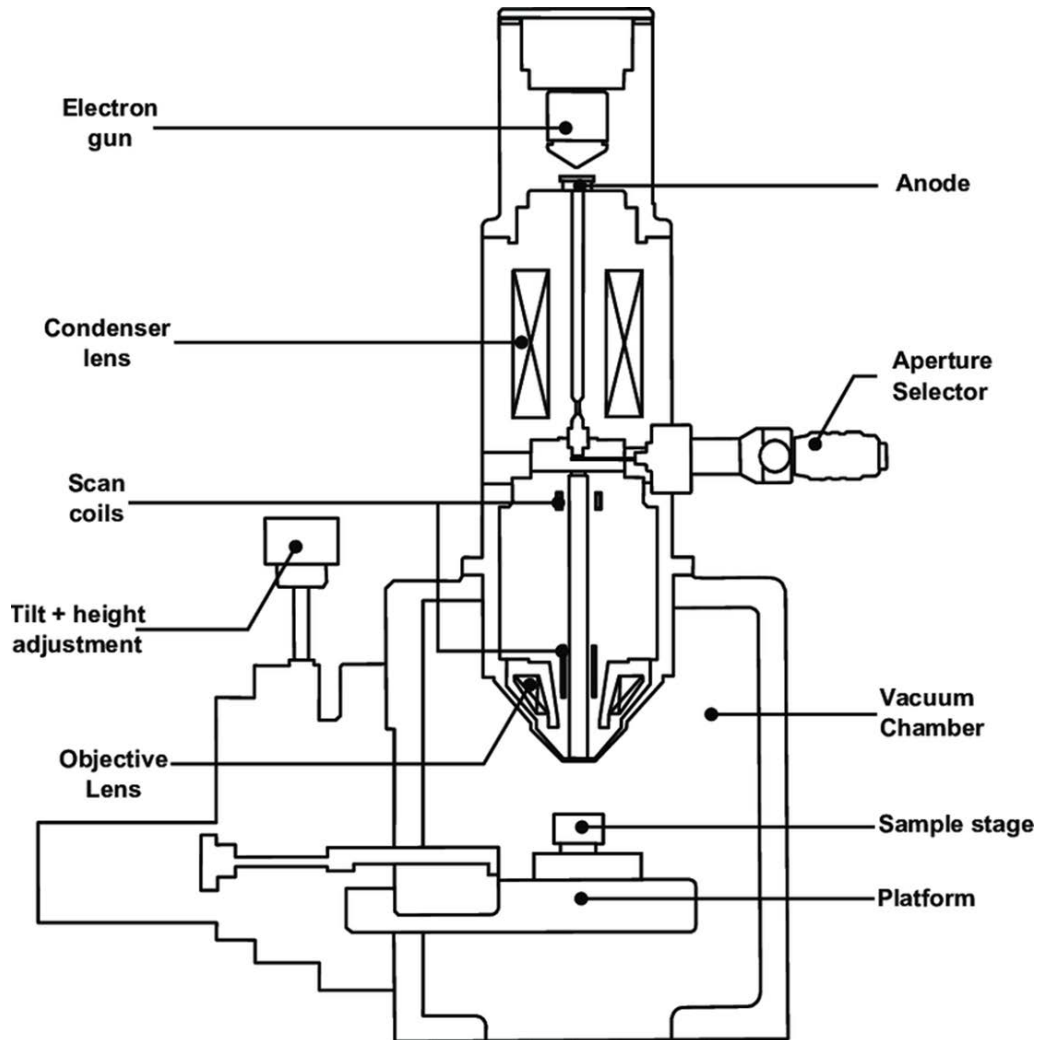 Electron
gun
Anode
Condenser
lens
Aperture
Selector
Scan
coils
Tilt + height
adjustment
Vacuum
Chamber
Objective
Lens
Sample stage
Platform